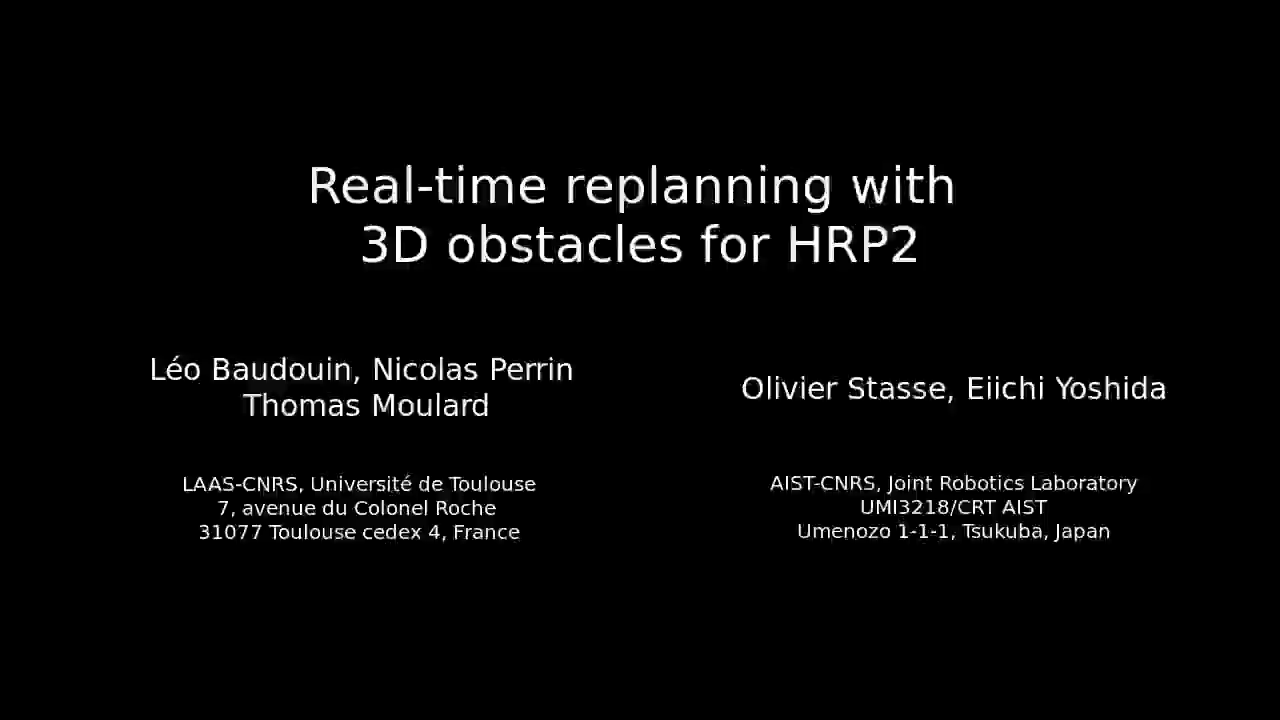 Real-time replanning with
3D obstacles for HRP2
Léo Baudouin, Nicolas Perrin
Thomas Moulard
LAAS-CNRS, Université de Toulouse
7, avenue du Colonel Roche
31077 Toulouse cedex 4, France
Olivier Stasse, Eiichi Yoshida
AIST-CNRS, Joint Robotics Laboratory
UMI3218/CRT AIST
Umenozo 1-1-1, Tsukuba, Japan